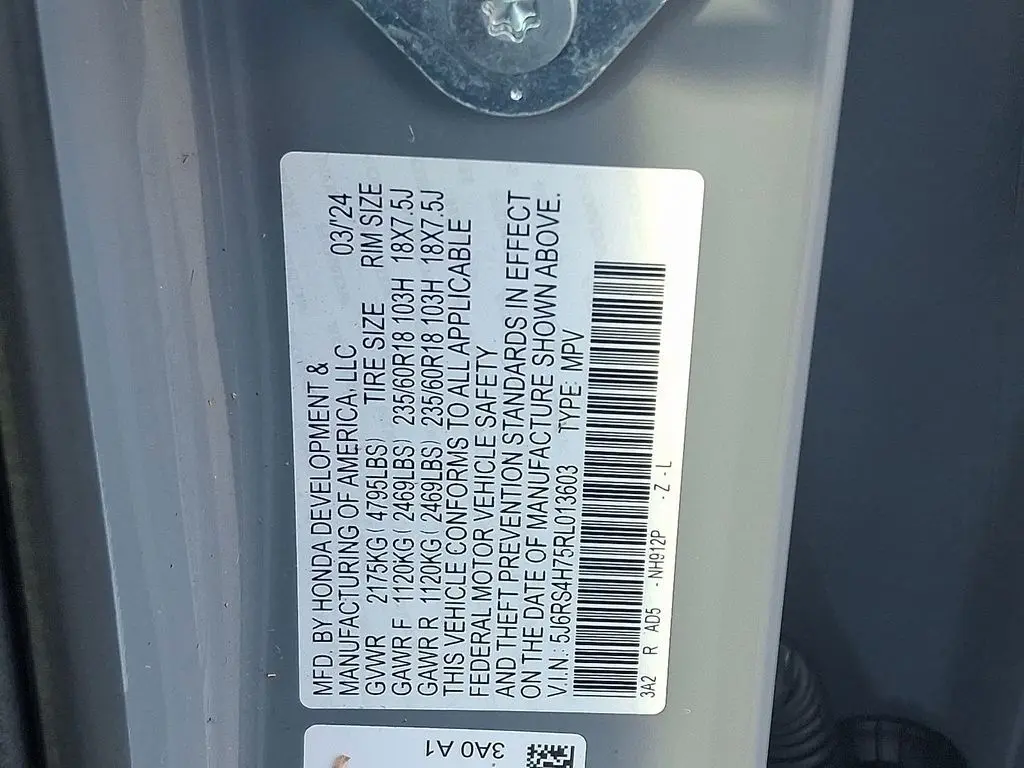 MFD. BY HONDA DEVELOPMENT &
MANUFACTURING OF AMERICA, LLC 03/'24
GVWR 2175KG ( 4795LBS) TIRE SIZE RIM SIZE
GAWR F 1120KG ( 2469LBS) 235/60R18 103H 18X7.5J
GAWR R 1120KG ( 2469LBS) 235/60R18 103H 18X7.5J
THIS VEHICLE CONFORMS TO ALL APPLICABLE
FEDERAL MOTOR VEHICLE SAFETY
AND THEFT PREVENTION STANDARDS IN EFFECT
ON THE DATE OF MANUFACTURE SHOWN ABOVE.
V.I.N.: 5J6RS4H75RL013603 TYPE: MPV
3A2 R AD5 -NH912P :Z-L
3A0 A1